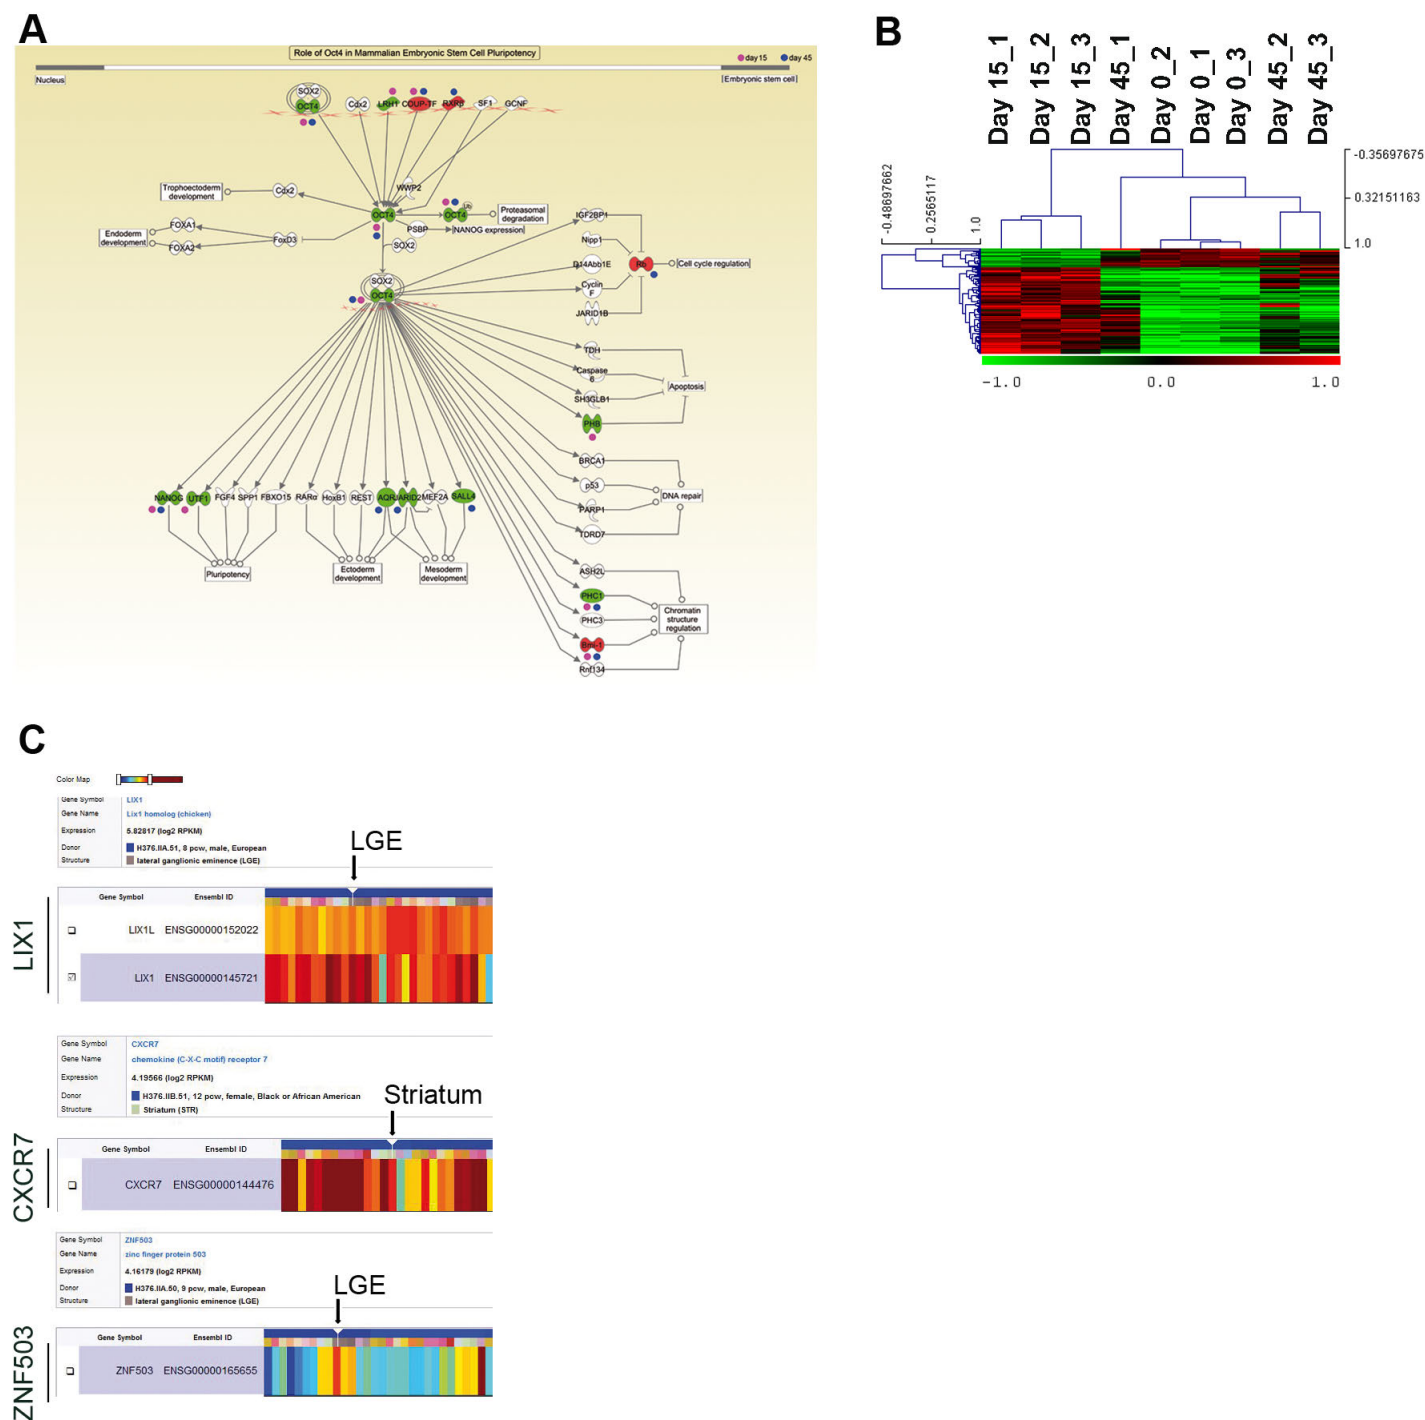 A
Role of Oct4 in Mammalian Embryonic Stem Cell Pluripotency
day15
day 45
Nucleus
Embryonic stem cell
SOX2
OCT4
Cdx2
LRH1
COUP-TF
RXRβ
SF1
GCNF
Trophoectoderm
development
Cdx2
WWP2
OCT4
OCT4
Ub
Proteasomal
degradation
PSBP
NANOG expression
FOXA1
Endoderm
development
FOXA2
FoxD3
SOX2
IGF2BP1
Nipp1
D14Abb1E
Rb
Cell cycle regulation
Cyclin
F
JARID1B
SOX2
OCT4
TDH
Caspase
6
Apoptosis
SH3GLB1
PHB
BRCA1
p53
DNA repair
PARP1
TDRD7
NANOG
UTF1
FGF4
SPP1
FBXO15
RARα
HoxB1
REST
AQR
JARID2
MEF2A
SALL4
Pluripotency
Ectoderm
development
Mesoderm
development
ASH2L
PHC1
Chromatin
structure
regulation
PHC3
Bmi-1
Rnf134
B
Day 15_1
Day 15_2
Day 15_3
Day 45_1
Day 0_2
Day 0_1
Day 0_3
Day 45_2
Day 45_3
-0.35697675
0.32151163
1.0
-0.48697662
0.2565117
1.0
-1.0
0.0
1.0
C
Color Map
Gene Symbol LIX1
Gene Name Lix1 homolog (chicken)
Expression 5.82817 (log2 RPKM)
Donor H376.IIA.51, 8 pcw, male, European
Structure lateral ganglionic eminence (LGE)
LGE
LIX1
Gene Symbol Ensembl ID
LIX1L ENSG00000152022
LIX1 ENSG00000145721
Gene Symbol CXCR7
Gene Name chemokine (C-X-C motif) receptor 7
Expression 4.19566 (log2 RPKM)
Donor H376.IIB.51, 12 pcw, female, Black or African American
Structure Striatum (STR)
Striatum
CXCR7
Gene Symbol Ensembl ID
CXCR7 ENSG00000144476
Gene Symbol ZNF503
Gene Name zinc finger protein 503
Expression 4.16179 (log2 RPKM)
Donor H376.IIA.50, 9 pcw, male, European
Structure lateral ganglionic eminence (LGE)
LGE
ZNF503
Gene Symbol Ensembl ID
ZNF503 ENSG00000165655